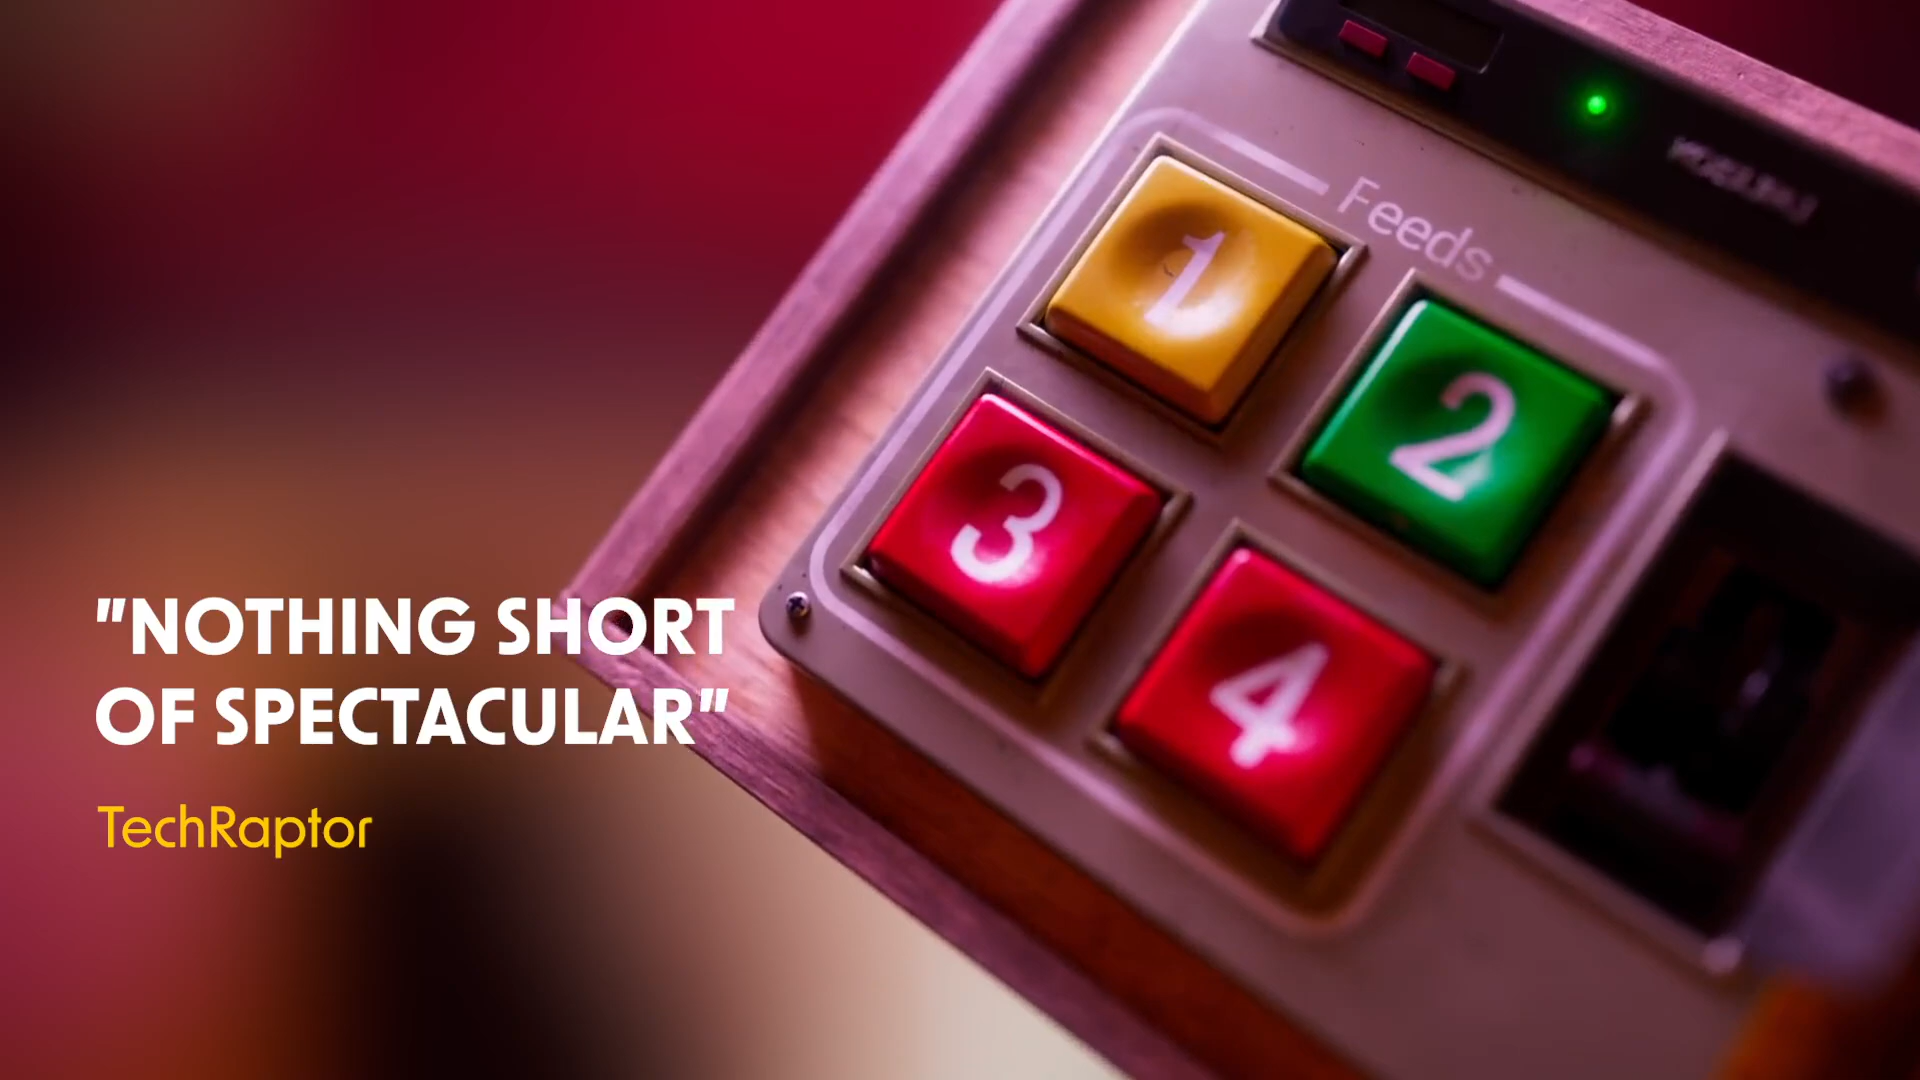 Feeds
1
2
3
4
"NOTHING SHORT
OF SPECTACULAR"
TechRaptor